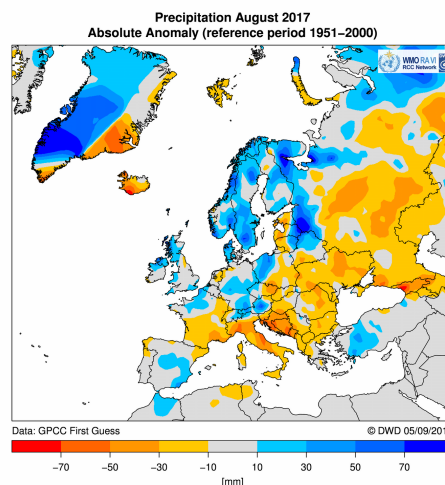 Precipitation August 2017
Absolute Anomaly (reference period 1951−2000)
WMO RA VI
RCC Network
Data: GPCC First Guess
© DWD 05/09/201
−70 −50 −30 −10 10 30 50 70
[mm]